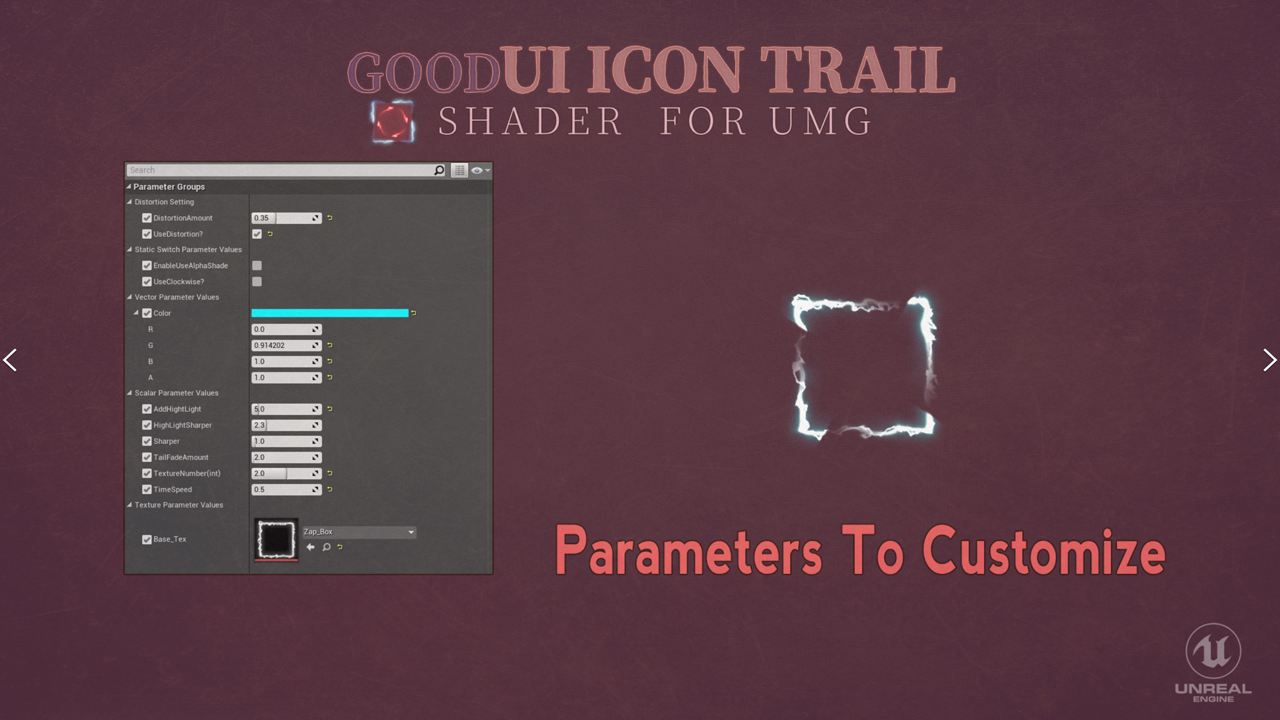 GOODUI ICON TRAIL
SHADER FOR UMG
Search
Parameter Groups
Distortion Setting
DistortionAmount 0.35
UseDistortion?
Static Switch Parameter Values
EnableUseAlphaShade
UseClockwise?
Vector Parameter Values
Color
R 0.0
G 0.914202
B 1.0
A 1.0
Scalar Parameter Values
AddHightLight 5.0
HighLightSharper 2.3
Sharper 1.0
TailFadeAmount 2.0
TextureNumber(int) 2.0
TimeSpeed 0.5
Texture Parameter Values
Base_Tex Zap_Box
Parameters To Customize
UNREAL
ENGINE